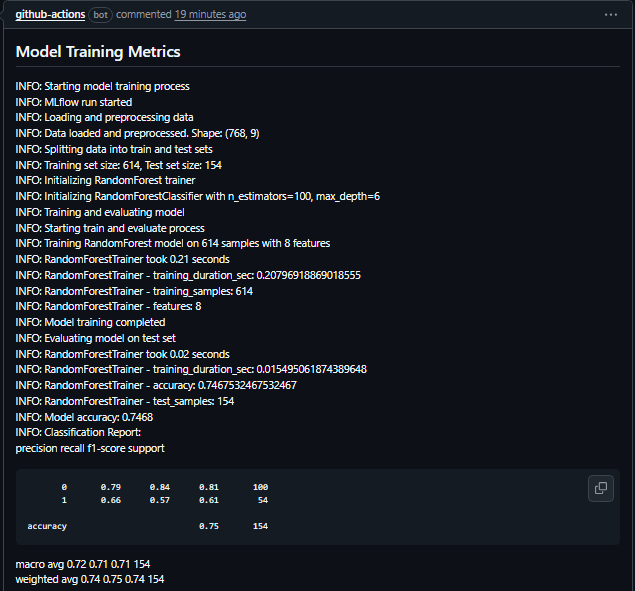 github-actions bot commented 19 minutes ago ...
Model Training Metrics
INFO: Starting model training process
INFO: MLflow run started
INFO: Loading and preprocessing data
INFO: Data loaded and preprocessed. Shape: (768, 9)
INFO: Splitting data into train and test sets
INFO: Training set size: 614, Test set size: 154
INFO: Initializing RandomForest trainer
INFO: Initializing RandomForestClassifier with n_estimators=100, max_depth=6
INFO: Training and evaluating model
INFO: Starting train and evaluate process
INFO: Training RandomForest model on 614 samples with 8 features
INFO: RandomForestTrainer took 0.21 seconds
INFO: RandomForestTrainer - training_duration_sec: 0.20796918869018555
INFO: RandomForestTrainer - training_samples: 614
INFO: RandomForestTrainer - features: 8
INFO: Model training completed
INFO: Evaluating model on test set
INFO: RandomForestTrainer took 0.02 seconds
INFO: RandomForestTrainer - training_duration_sec: 0.015495061874389648
INFO: RandomForestTrainer - accuracy: 0.7467532467532467
INFO: RandomForestTrainer - test_samples: 154
INFO: Model accuracy: 0.7468
INFO: Classification Report:
precision recall f1-score support
0 0.79 0.84 0.81 100
1 0.66 0.57 0.61 54
accuracy 0.75 154
macro avg 0.72 0.71 0.71 154
weighted avg 0.74 0.75 0.74 154